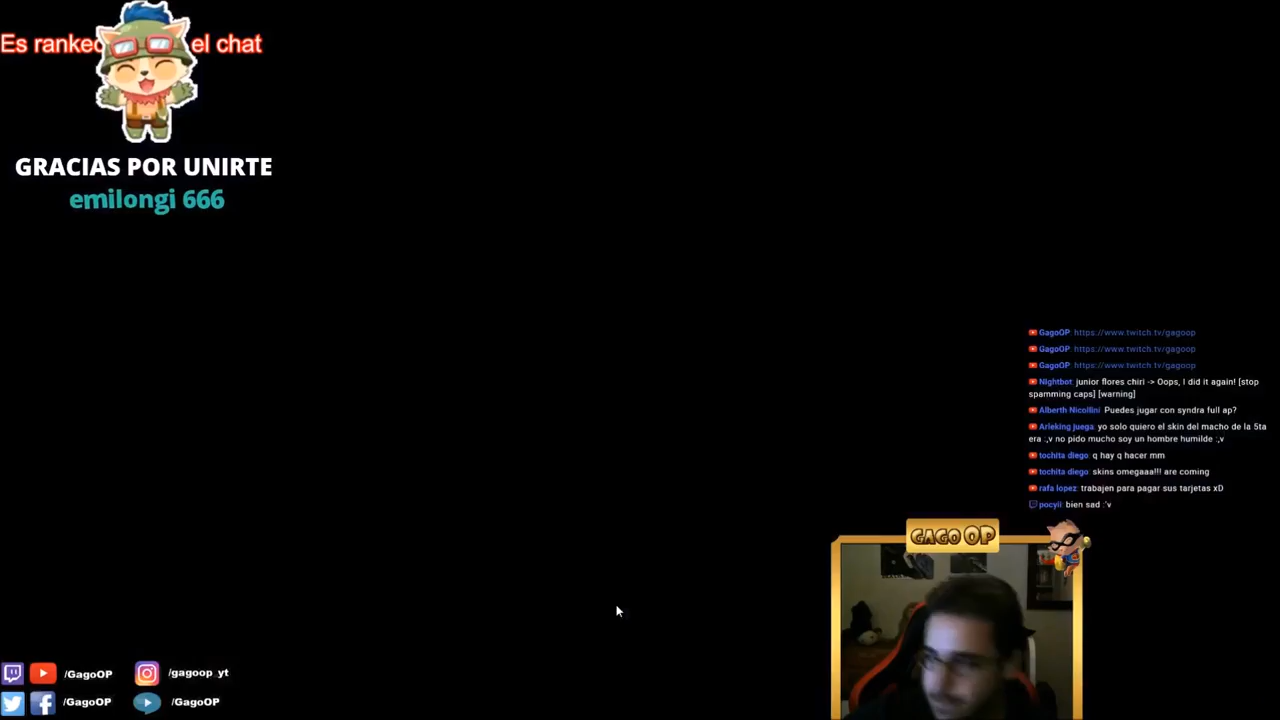 Es ranked el chat
GRACIAS POR UNIRTE
emilongi 666
GagoOP: https://www.twitch.tv/gagoop
GagoOP: https://www.twitch.tv/gagoop
GagoOP: https://www.twitch.tv/gagoop
Nightbot: junior flores chiri -> Oops, I did it again! [stop
spamming caps] [warning]
Alberth Nicollini: Puedes jugar con syndra full ap?
Arleking juega: yo solo quiero el skin del macho de la 5ta
era :,v no pido mucho soy un hombre humilde :,v
tochita diego: q hay q hacer mm
tochita diego: skins omegaaa!!! are coming
rafa lopez: trabajen para pagar sus tarjetas xD
pocyii: bien sad :'v
GAGO OP
/GagoOP
/gagoop_yt
/GagoOP
/GagoOP